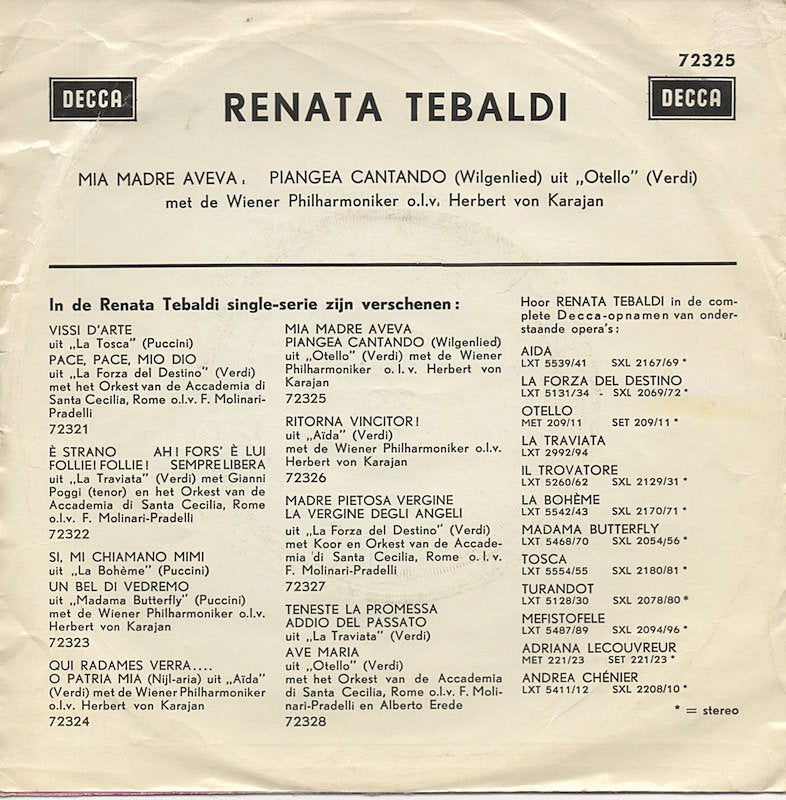 72325
DECCA
RENATA TEBALDI
DECCA
MIA MADRE AVEVA, PIANGEA CANTANDO (Wilgenlied) uit „Otello" (Verdi)
met de Wiener Philharmoniker o.l.v. Herbert von Karajan
In de Renata Tebaldi single-serie zijn verschenen:
VISSI D'ARTE
uit „La Tosca" (Puccini)
PACE, PACE, MIO DIO
uit „La Forza del Destino" (Verdi)
met het Orkest van de Accademia di
Santa Cecilia, Rome o.l.v. F. Molinari-
Pradelli
72321
È STRANO AH! FORS' È LUI
FOLLIE! FOLLIE! SEMPRE LIBERA
uit „La Traviata" (Verdi) met Gianni
Poggi (tenor) en het Orkest van de
Accademia di Santa Cecilia, Rome
o.l.v. F. Molinari-Pradelli
72322
SI, MI CHIAMANO MIMI
uit „La Bohème" (Puccini)
UN BEL DI VEDREMO
uit „Madama Butterfly" (Puccini)
met de Wiener Philharmoniker o.l.v.
Herbert von Karajan
72323
QUI RADAMES VERRA....
O PATRIA MIA (Nijl-aria) uit „Aïda"
(Verdi) met de Wiener Philharmoniker
o.l.v. Herbert von Karajan
72324
MIA MADRE AVEVA
PIANGEA CANTANDO (Wilgenlied)
uit „Otello" (Verdi) met de Wiener
Philharmoniker o. l. v. Herbert von
Karajan
72325
RITORNA VINCITOR!
uit „Aïda" (Verdi)
met de Wiener Philharmoniker o.l.v.
Herbert von Karajan
72326
MADRE PIETOSA VERGINE
LA VERGINE DEGLI ANGELI
uit „La Forza del Destino" (Verdi)
met Koor en Orkest van de Accade-
mia di Santa Cecilia, Rome o. l. v.
F. Molinari-Pradelli
72327
TENESTE LA PROMESSA
ADDIO DEL PASSATO
uit „La Traviata" (Verdi)
AVE MARIA
uit „Otello" (Verdi)
met het Orkest van de Accademia
di Santa Cecilia, Rome o.l.v. F. Moli-
nari-Pradelli en Alberto Erede
72328
Hoor RENATA TEBALDI in de com-
plete Decca-opnamen van onder-
staande opera's:
AIDA
LXT 5539/41 SXL 2167/69 *
LA FORZA DEL DESTINO
LXT 5131/34 - SXL 2069/72 *
OTELLO
MET 209/11 SET 209/11 *
LA TRAVIATA
LXT 2992/94
IL TROVATORE
LXT 5260/62 SXL 2129/31 *
LA BOHÈME
LXT 5542/43 SXL 2170/71 *
MADAMA BUTTERFLY
LXT 5468/70 SXL 2054/56 *
TOSCA
LXT 5554/55 SXL 2180/81 *
TURANDOT
LXT 5128/30 SXL 2078/80 *
MEFISTOFELE
LXT 5487/89 SXL 2094/96 *
ADRIANA LECOUVREUR
MET 221/23 SET 221/23 *
ANDREA CHÉNIER
LXT 5411/12 SXL 2208/10 *
* = stereo